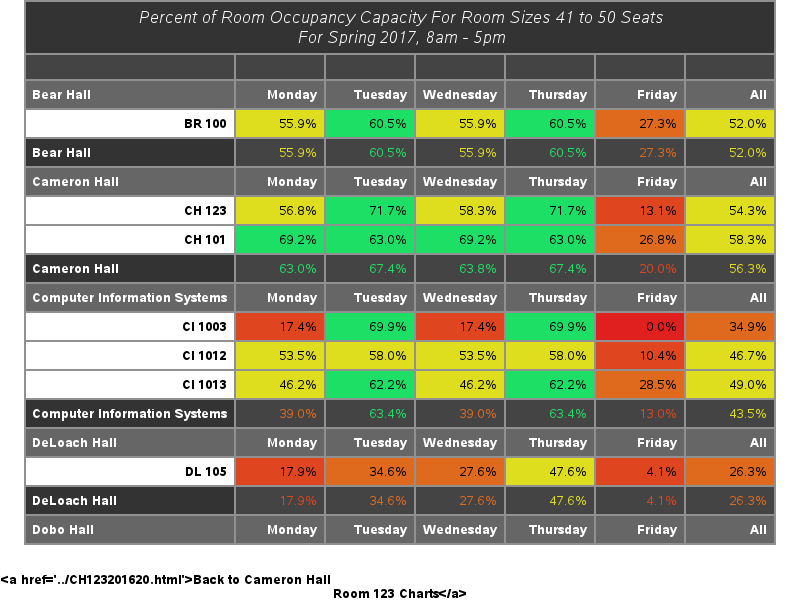 Percent of Room Occupancy Capacity For Room Sizes 41 to 50 Seats
For Spring 2017, 8am - 5pm
Bear Hall Monday Tuesday Wednesday Thursday Friday All
BR 100 55.9% 60.5% 55.9% 60.5% 27.3% 52.0%
Bear Hall 55.9% 60.5% 55.9% 60.5% 27.3% 52.0%
Cameron Hall Monday Tuesday Wednesday Thursday Friday All
CH 123 56.8% 71.7% 58.3% 71.7% 13.1% 54.3%
CH 101 69.2% 63.0% 69.2% 63.0% 26.8% 58.3%
Cameron Hall 63.0% 67.4% 63.8% 67.4% 20.0% 56.3%
Computer Information Systems Monday Tuesday Wednesday Thursday Friday All
CI 1003 17.4% 69.9% 17.4% 69.9% 0.0% 34.9%
CI 1012 53.5% 58.0% 53.5% 58.0% 10.4% 46.7%
CI 1013 46.2% 62.2% 46.2% 62.2% 28.5% 49.0%
Computer Information Systems 39.0% 63.4% 39.0% 63.4% 13.0% 43.5%
DeLoach Hall Monday Tuesday Wednesday Thursday Friday All
DL 105 17.9% 34.6% 27.6% 47.6% 4.1% 26.3%
DeLoach Hall 17.9% 34.6% 27.6% 47.6% 4.1% 26.3%
Dobo Hall Monday Tuesday Wednesday Thursday Friday All
<a href='../CH123201620.html'>Back to Cameron Hall
Room 123 Charts</a>